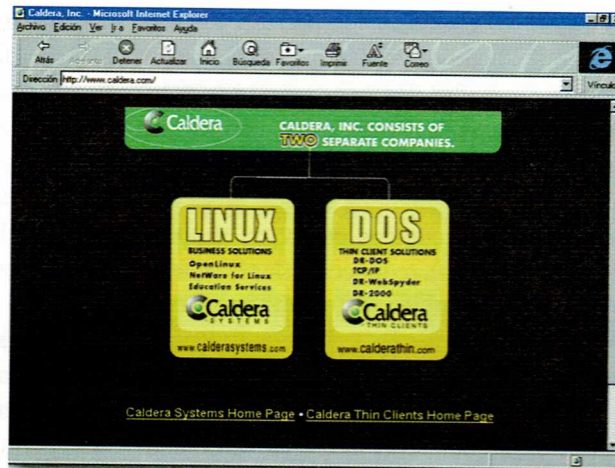 Caldera, Inc. - Microsoft Internet Explorer
Archivo Edición Ver Ir a Favoritos Ayuda
Atrás Adelante Detener Actualizar Inicio Búsqueda Favoritos Imprimir Fuente Correo
Dirección http://www.caldera.com/
Caldera
CALDERA, INC. CONSISTS OF
TWO SEPARATE COMPANIES.
LINUX
BUSINESS SOLUTIONS
OpenLinux
NetWare for Linux
Education Services
Caldera
SYSTEMS
www.calderasystems.com
DOS
THIN CLIENT SOLUTIONS
DR-DOS
TCP/IP
DR-WebSpyder
DR-2000
Caldera
THIN CLIENTS
www.calderathin.com
Caldera Systems Home Page • Caldera Thin Clients Home Page